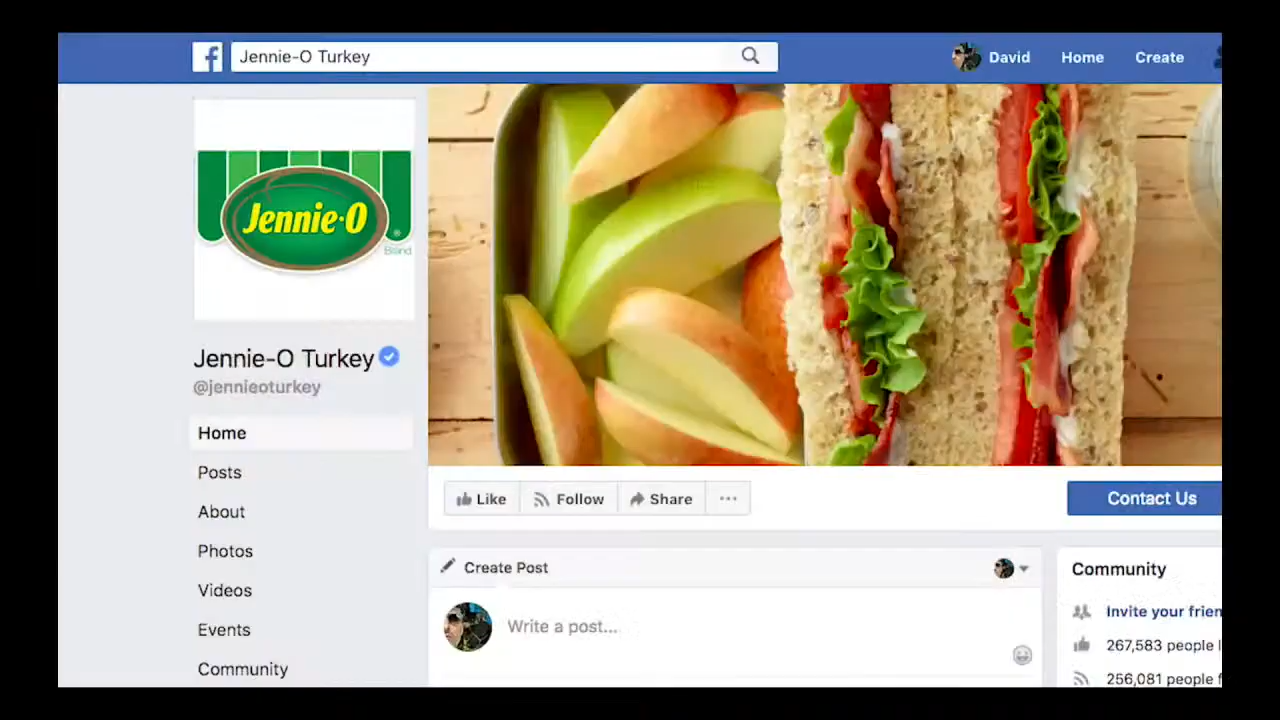 Jennie-O Turkey
David
Home
Create
Jennie-O
Brand
Jennie-O Turkey
@jennieoturkey
Home
Posts
About
Photos
Videos
Events
Community
Like
Follow
Share
Contact Us
Create Post
Write a post...
Community
Invite your frien
267,583 people l
256,081 people f